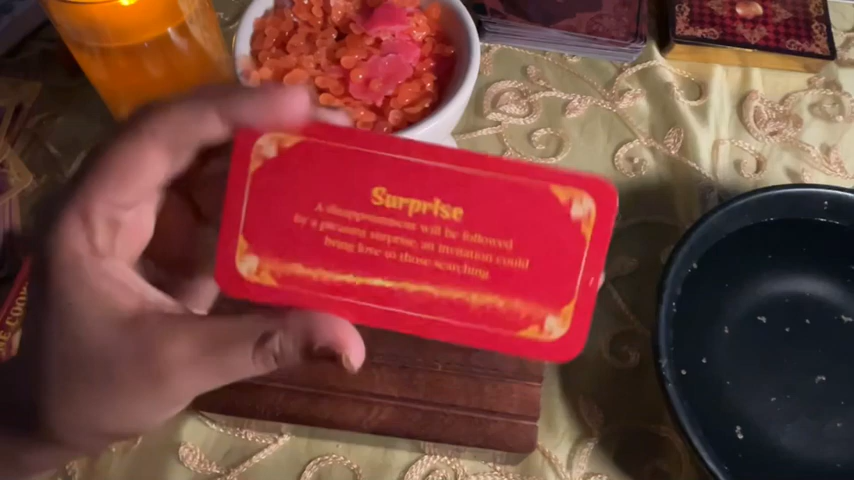 Surprise
A disappointment will be followed
by a pleasant surprise, an invitation could
bring love to those searching.